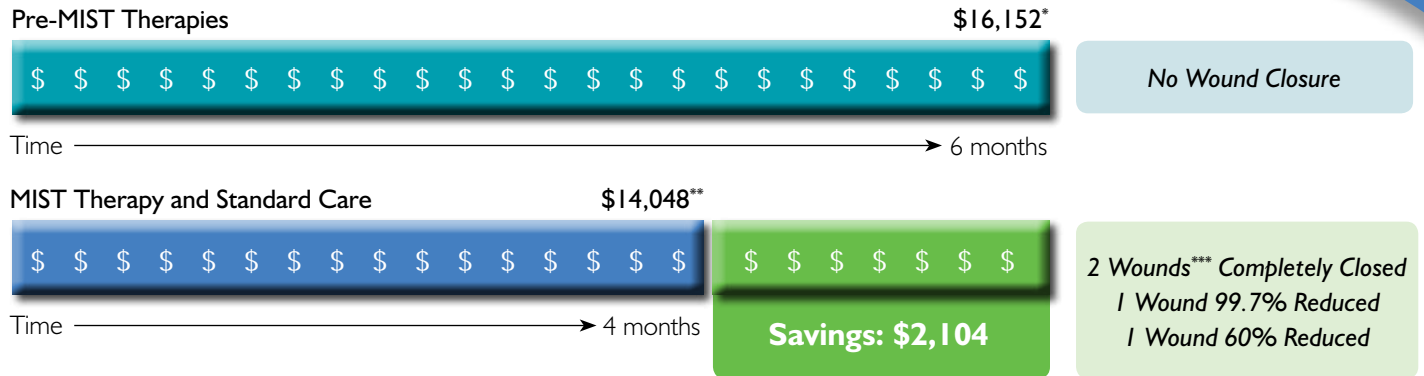 Pre-MIST Therapies $16,152*
$ $ $ $ $ $ $ $ $ $ $ $ $ $ $ $ $ $ $ $ $ $ $ $
No Wound Closure
Time 6 months
MIST Therapy and Standard Care $14,048**
$ $ $ $ $ $ $ $ $ $ $ $ $ $ $ $ $ $ $ $ $ $ $
2 Wounds*** Completely Closed
1 Wound 99.7% Reduced
1 Wound 60% Reduced
Time 4 months
Savings: $2,104